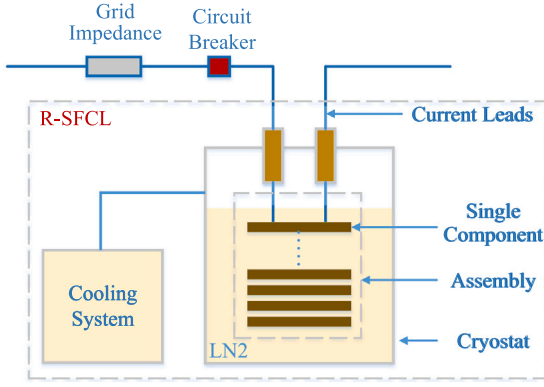 Grid
Impedance
Circuit
Breaker
R-SFCL
Current Leads
Single
Component
Assembly
Cooling
System
LN2
Cryostat